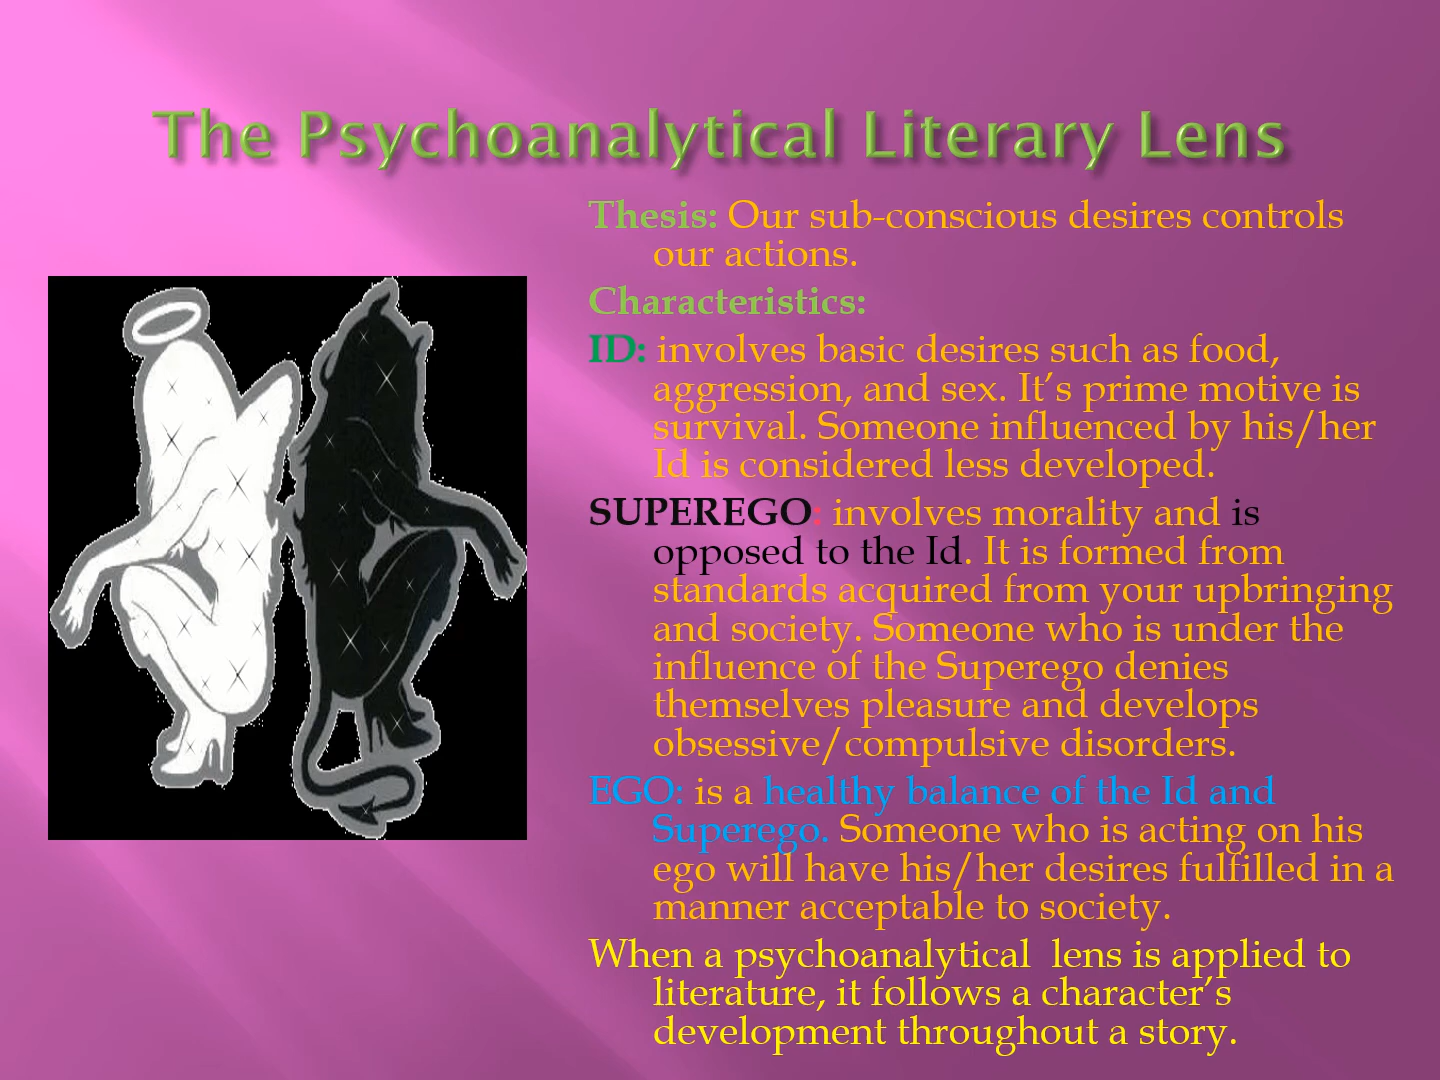 The Psychoanalytical Literary Lens
Thesis: Our sub-conscious desires controls
our actions.
Characteristics:
ID: involves basic desires such as food,
aggression, and sex. It’s prime motive is
survival. Someone influenced by his/her
Id is considered less developed.
SUPEREGO: involves morality and is
opposed to the Id. It is formed from
standards acquired from your upbringing
and society. Someone who is under the
influence of the Superego denies
themselves pleasure and develops
obsessive/compulsive disorders.
EGO: is a healthy balance of the Id and
Superego. Someone who is acting on his
ego will have his/her desires fulfilled in a
manner acceptable to society.
When a psychoanalytical  lens is applied to
literature, it follows a character’s
development throughout a story.